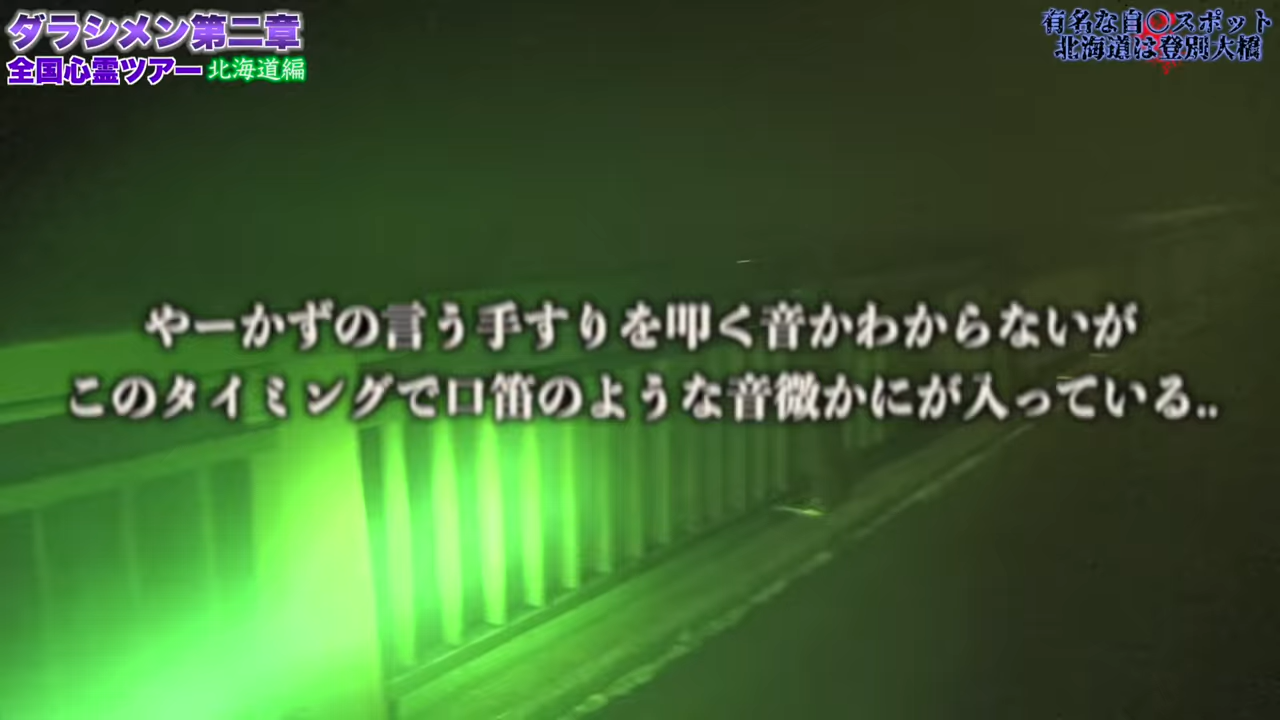 ダラシメン第二章
全国心霊ツアー北海道編
有名な自〇スポット
北海道は登別大橋
やーかずの言う手すりを叩く音かわからないが
このタイミングで口笛のような音微かにが入っている..